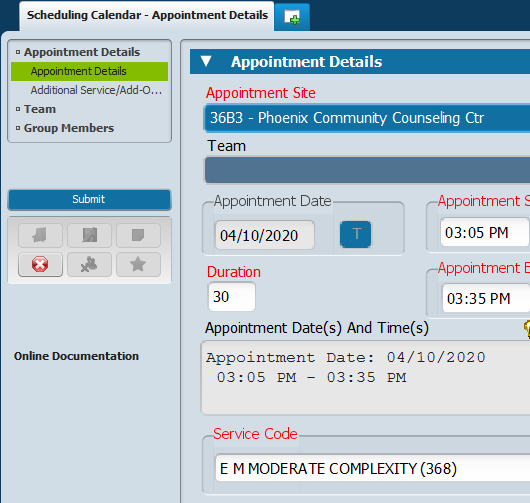 Scheduling Calendar - Appointment Details
Appointment Details
Appointment Details
Additional Service/Add-O...
Team
Group Members
Submit
Online Documentation
Appointment Details
Appointment Site
36B3 - Phoenix Community Counseling Ctr
Team
Appointment Date
04/10/2020
T
Appointment S
03:05 PM
Duration
30
Appointment E
03:35 PM
Appointment Date(s) And Time(s)
Appointment Date: 04/10/2020
03:05 PM - 03:35 PM
Service Code
E M MODERATE COMPLEXITY (368)